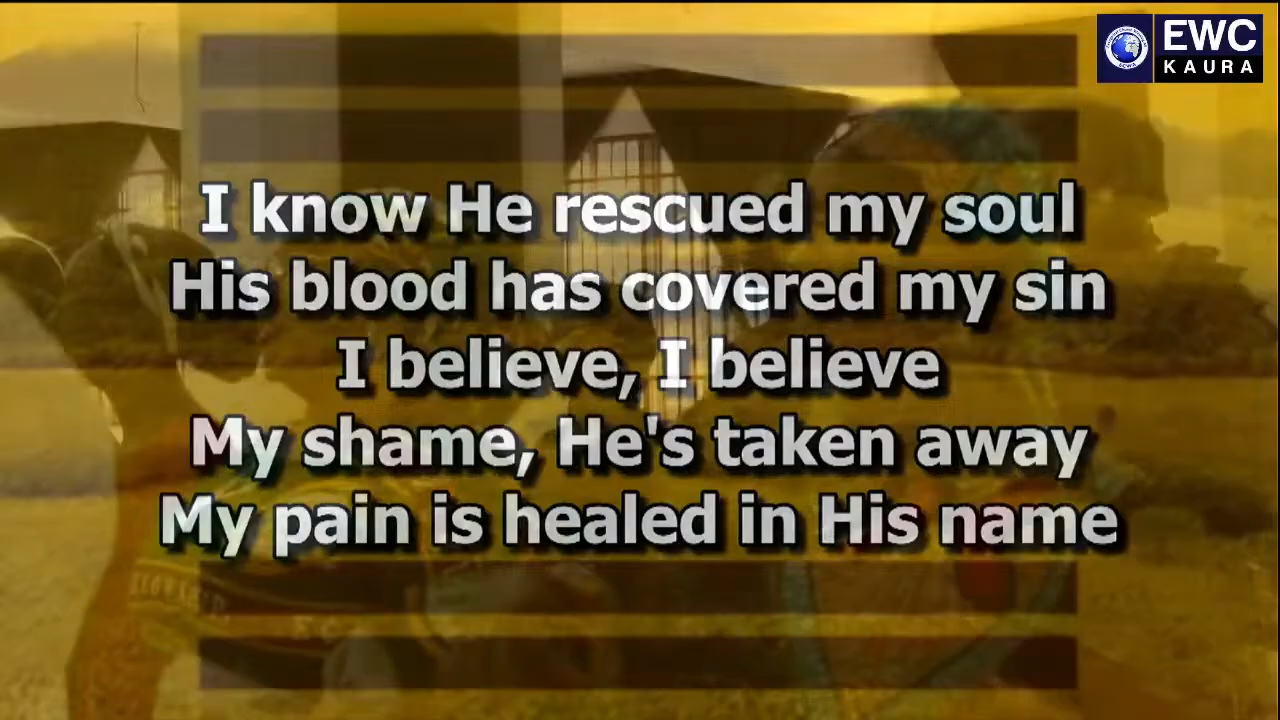 EWC
KAURA
I know He rescued my soul
His blood has covered my sin
I believe, I believe
My shame, He's taken away
My pain is healed in His name